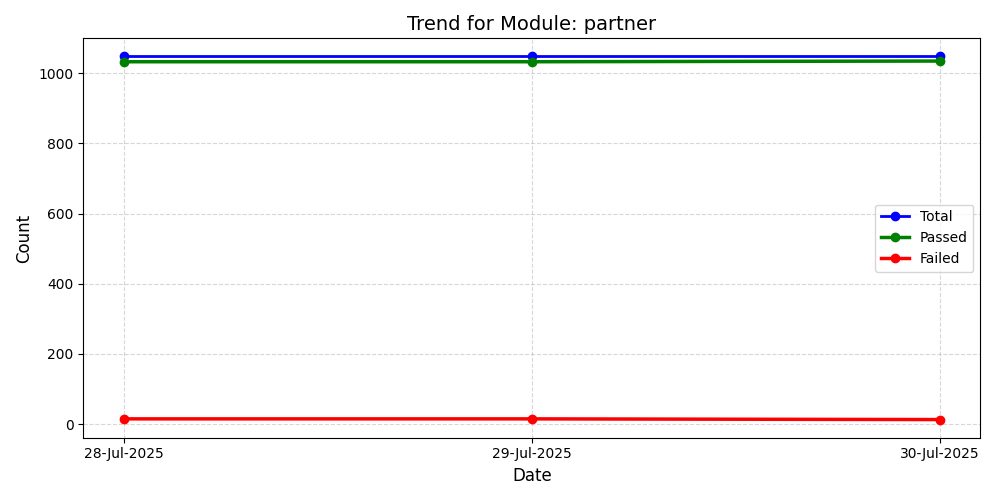 Trend for Module: partner
Count
1000
800
600
400
200
0
Total
Passed
Failed
28-Jul-2025
29-Jul-2025
30-Jul-2025
Date